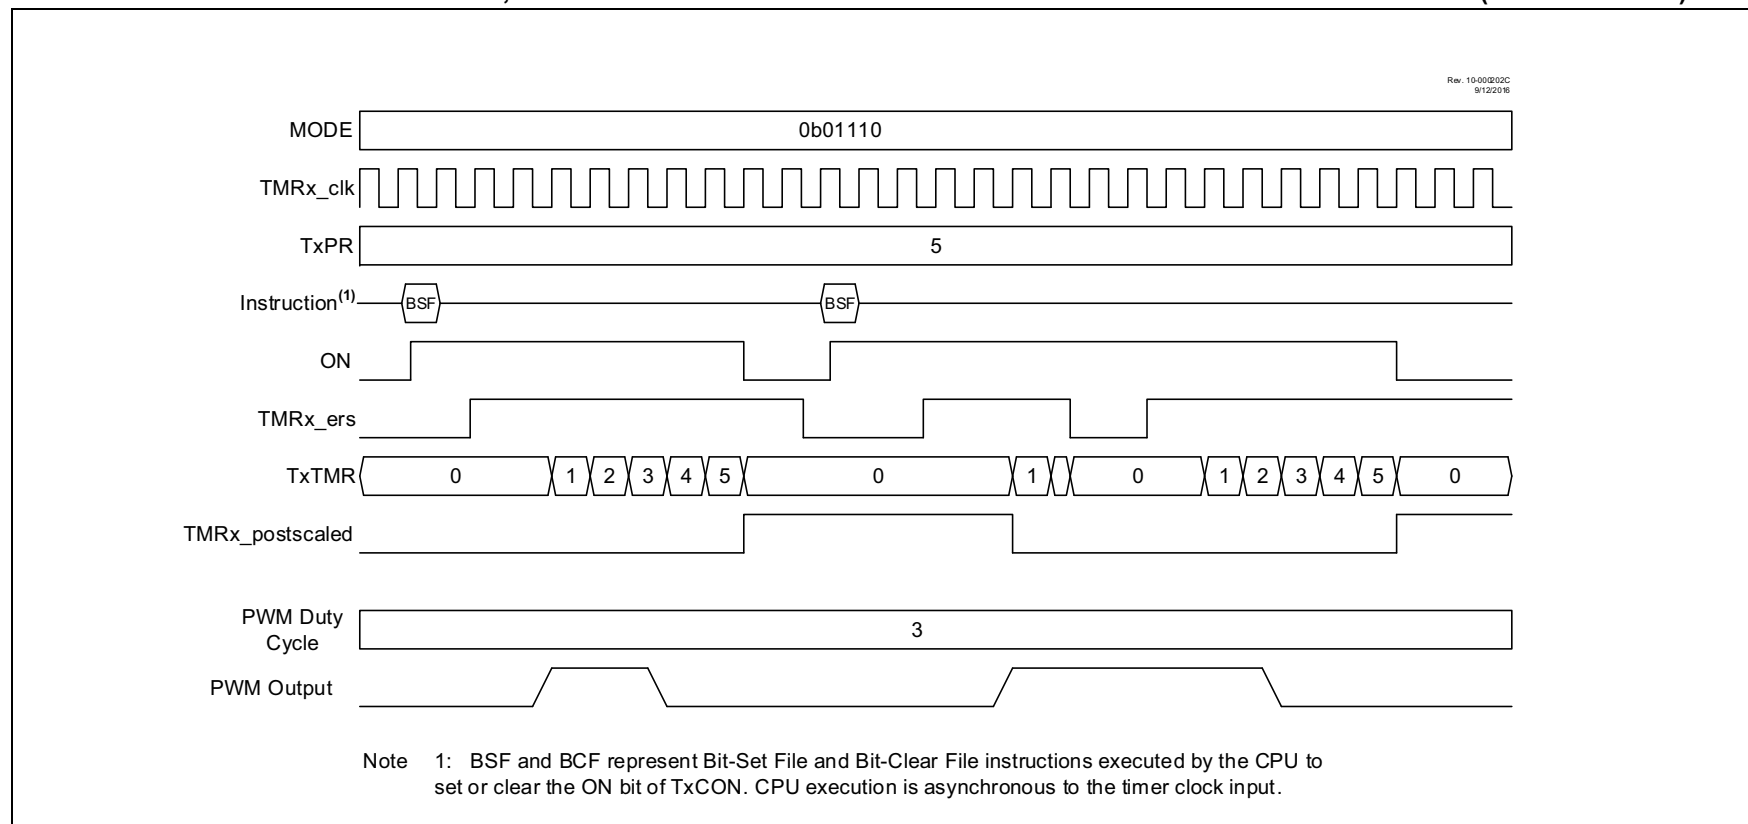 Rev. 10-000202C
9/12/2016
MODE 0b01110
TMRx_clk
TxPR 5
Instruction(1) BSF BSF
ON
TMRx_ers
TxTMR 0 1 2 3 4 5 0 1 0 1 2 3 4 5 0
TMRx_postscaled
PWM Duty
Cycle 3
PWM Output
Note 1: BSF and BCF represent Bit-Set File and Bit-Clear File instructions executed by the CPU to
set or clear the ON bit of TxCON. CPU execution is asynchronous to the timer clock input.